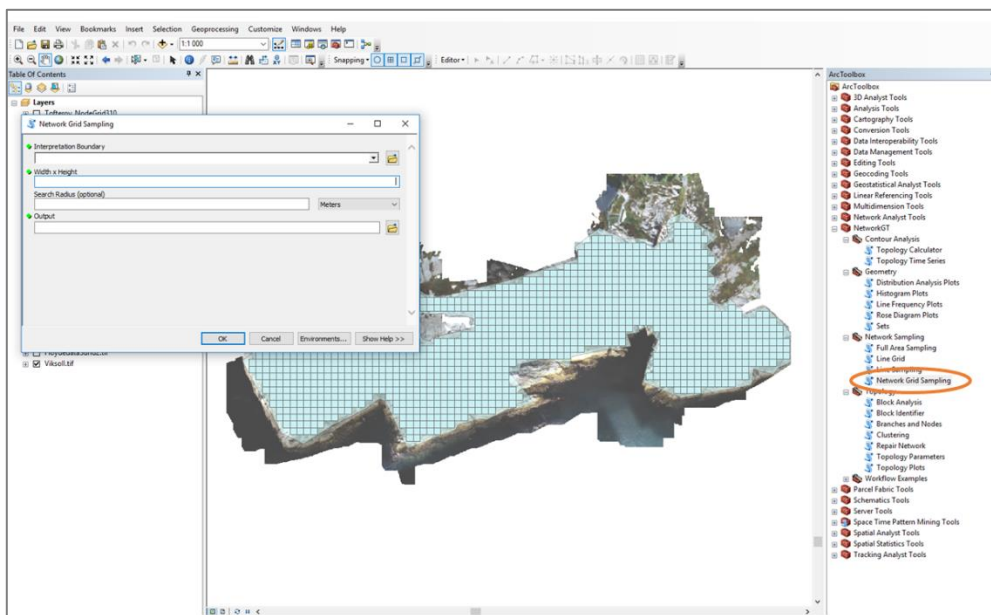 File Edit View Bookmarks Insert Selection Geoprocessing Customize Windows Help
1:1 000
Snapping
Editor
Table Of Contents
Layers
Network Grid Sampling
Interpretation Boundary
Width x Height
Search Radius (optional)
Meters
Output
OK Cancel Environments... Show Help >>
Viksoll.tif
ArcToolbox
ArcToolbox
3D Analyst Tools
Analysis Tools
Cartography Tools
Conversion Tools
Data Interoperability Tools
Data Management Tools
Editing Tools
Geocoding Tools
Geostatistical Analyst Tools
Linear Referencing Tools
Multidimension Tools
Network Analyst Tools
NetworkGT
Contour Analysis
Topology Calculator
Topology Time Series
Geometry
Distribution Analysis Plots
Histogram Plots
Line Frequency Plots
Rose Diagram Plots
Sets
Network Sampling
Full Area Sampling
Line Grid
Line Sampling
Network Grid Sampling
Topology
Block Analysis
Block Identifier
Branches and Nodes
Clustering
Repair Network
Topology Parameters
Topology Plots
Workflow Examples
Parcel Fabric Tools
Schematics Tools
Server Tools
Space Time Pattern Mining Tools
Spatial Analyst Tools
Spatial Statistics Tools
Tracking Analyst Tools